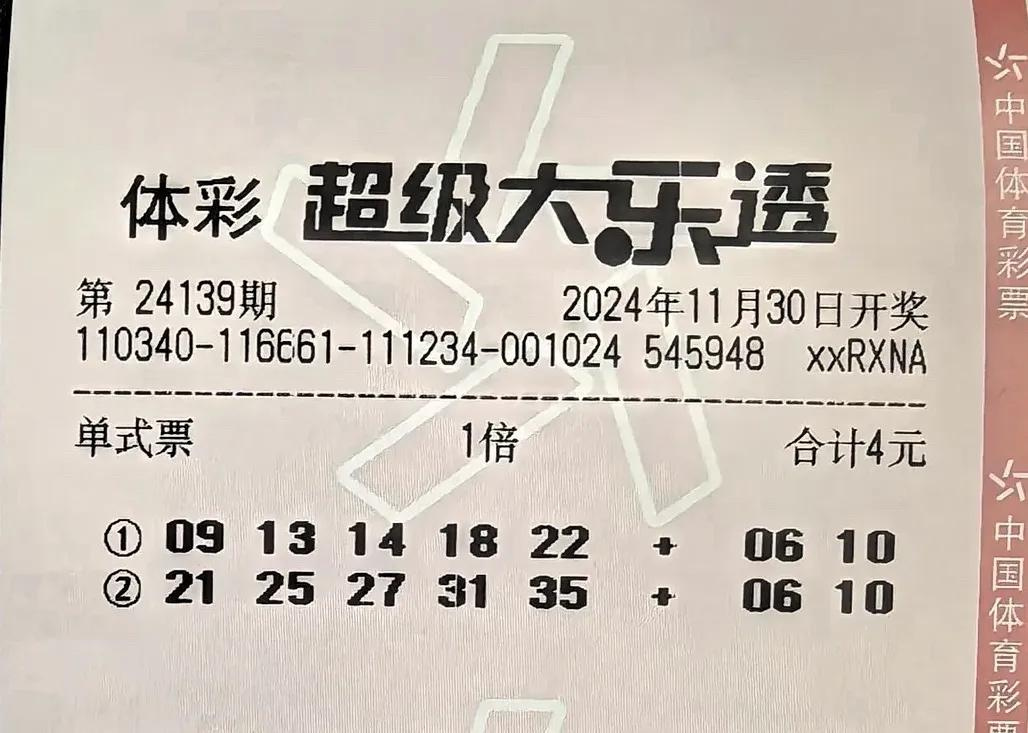 体彩 超级大乐透
第 24139期 2024年11月30日开奖
110340-116661-111234-001024 545948 xxRXNA
单式票 1倍 合计4元
① 09 13 14 18 22 + 06 10
② 21 25 27 31 35 + 06 10
中国体育彩票
中国体育彩票